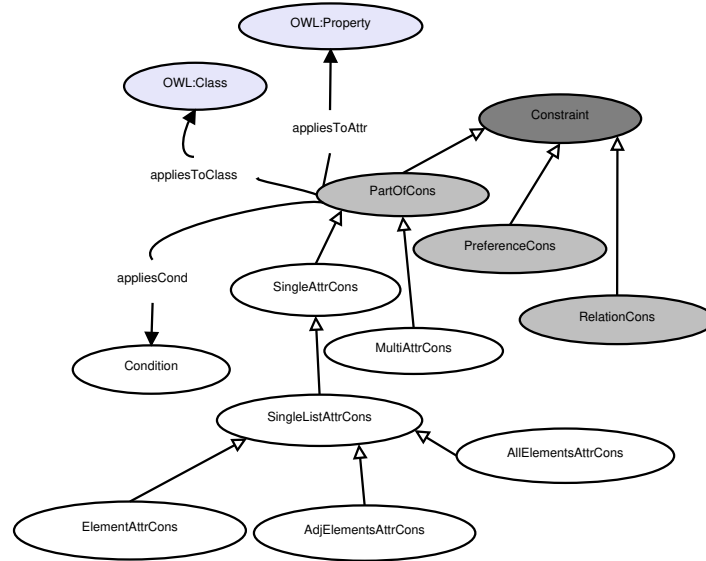 OWL:Property
OWL:Class
Constraint
appliesToAttr
appliesToClass
PartOfCons
PreferenceCons
appliesCond
SingleAttrCons
RelationCons
MultiAttrCons
Condition
SingleListAttrCons
AllElementsAttrCons
ElementAttrCons
AdjElementsAttrCons